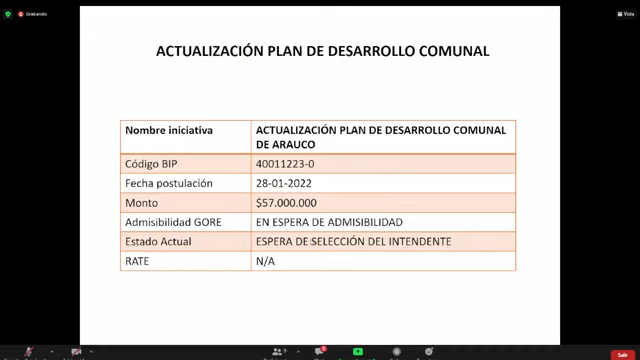 Grabando
Vista
ACTUALIZACIÓN PLAN DE DESARROLLO COMUNAL
Nombre iniciativa
ACTUALIZACIÓN PLAN DE DESARROLLO COMUNAL
DE ARAUCO
Código BIP
40011223-0
Fecha postulación
28-01-2022
Monto
$57.000.000
Admisibilidad GORE
EN ESPERA DE ADMISIBILIDAD
Estado Actual
ESPERA DE SELECCIÓN DEL INTENDENTE
RATE
N/A
Salir